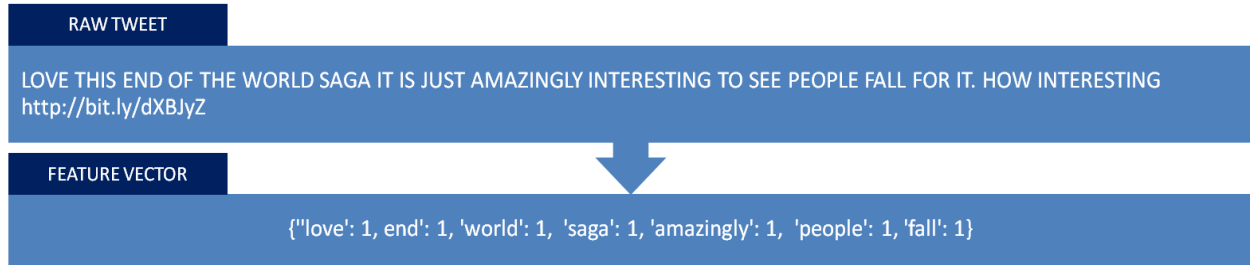 RAW TWEET
LOVE THIS END OF THE WORLD SAGA IT IS JUST AMAZINGLY INTERESTING TO SEE PEOPLE FALL FOR IT. HOW INTERESTING
http://bit.ly/dXBJyZ
FEATURE VECTOR
{"love': 1, end': 1, 'world': 1, 'saga': 1, 'amazingly': 1, 'people': 1, 'fall': 1}